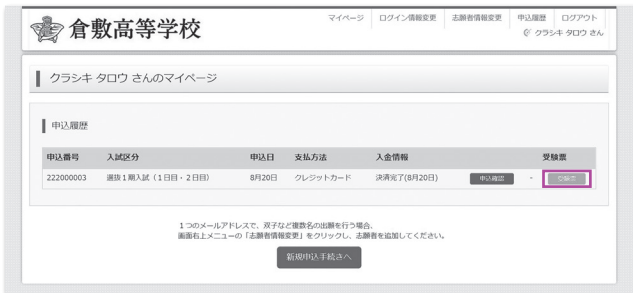 マイページ ログイン情報変更 志願者情報変更 申込履歴 ログアウト
倉敷高等学校
クラシキ タロウ さん
クラシキ タロウ さんのマイページ
申込履歴
申込番号 入試区分 申込日 支払方法 入金情報 受験票
222000003 選抜1期入試（1日目・2日目） 8月20日 クレジットカード 決済完了(8月20日) 申込確認 - 受験票
1つのメールアドレスで、双子など複数名の出願を行う場合、
画面右上メニューの「志願者情報変更」をクリックし、志願者を追加してください。
新規申込手続きへ